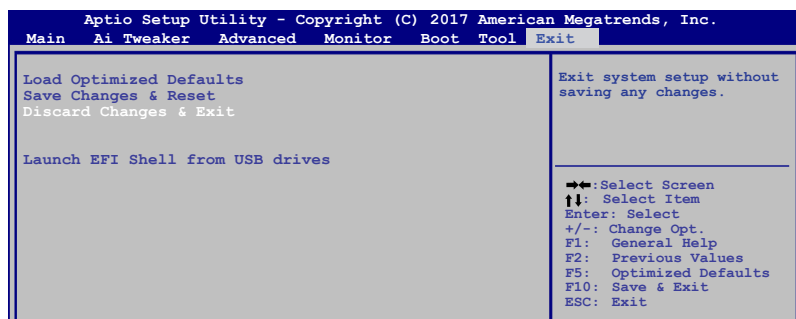 Aptio Setup Utility - Copyright (C) 2017 American Megatrends, Inc.
Main Ai Tweaker Advanced Monitor Boot Tool Exit
Load Optimized Defaults
Save Changes & Reset
Discard Changes & Exit
Launch EFI Shell from USB drives
Exit system setup without
saving any changes.
→←:Select Screen
↑↓: Select Item
Enter: Select
+/-: Change Opt.
F1: General Help
F2: Previous Values
F5: Optimized Defaults
F10: Save & Exit
ESC: Exit